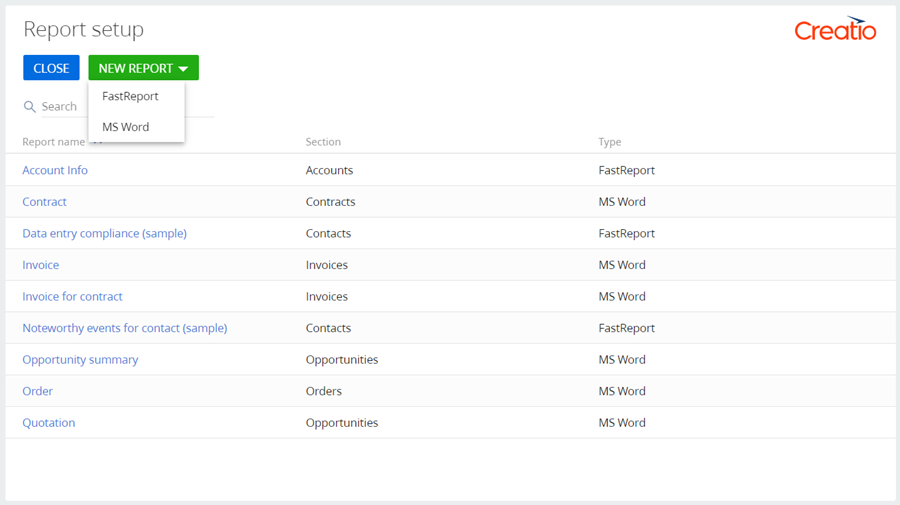 Report setup
Creatio
CLOSE
NEW REPORT
FastReport
Search
MS Word
Report name Section Type
Account Info Accounts FastReport
Contract Contracts MS Word
Data entry compliance (sample) Contacts FastReport
Invoice Invoices MS Word
Invoice for contract Invoices MS Word
Noteworthy events for contact (sample) Contacts FastReport
Opportunity summary Opportunities MS Word
Order Orders MS Word
Quotation Opportunities MS Word